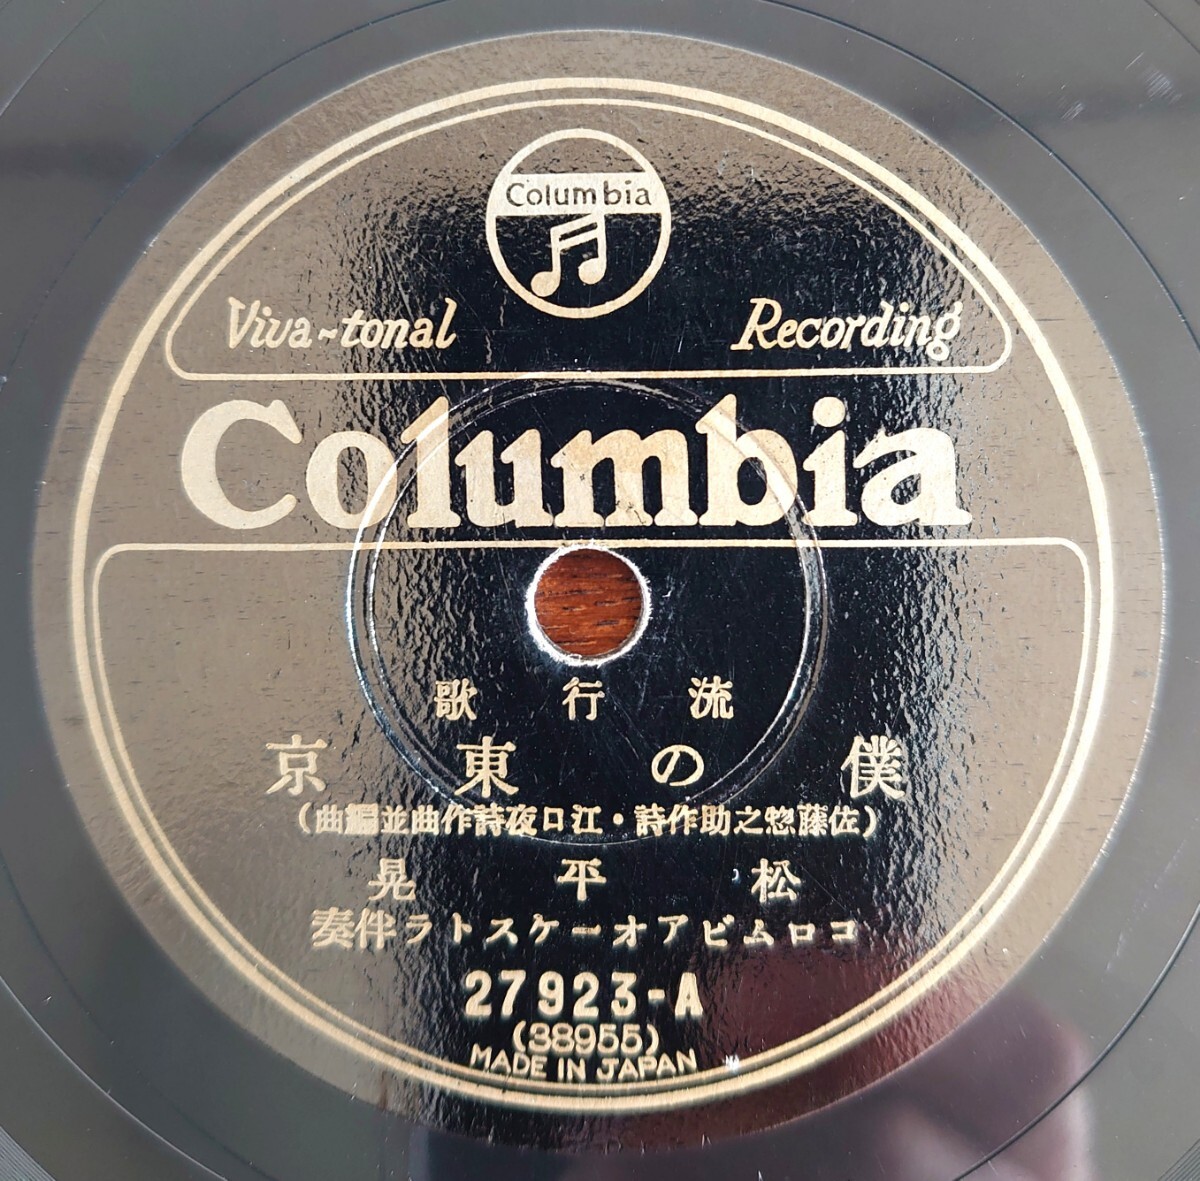 Columbia
Viva-tonal Recording
Columbia
流行歌
僕の東京
(佐藤惣之助作詩・江口夜詩作曲並編曲)
松平晃
コロムビアオーケストラ伴奏
27923-A
(38955)
MADE IN JAPAN